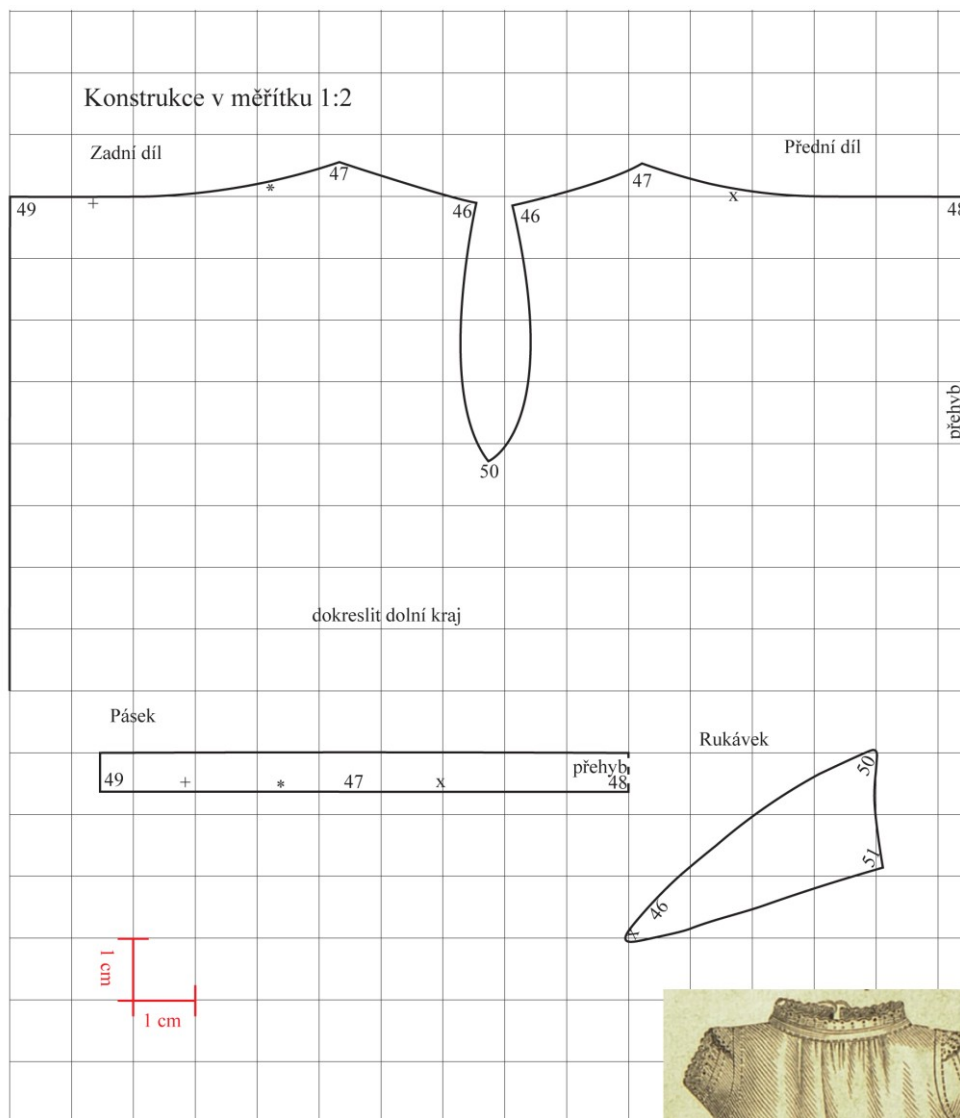 Konstrukce v měřítku 1:2
Zadní díl
Přední díl
47
47
*
x
49
+
46
46
48
přehyb
50
dokreslit dolní kraj
Pásek
Rukávek
přehyb
49
+
*
47
x
48
50
51
46
x
1 cm
1 cm